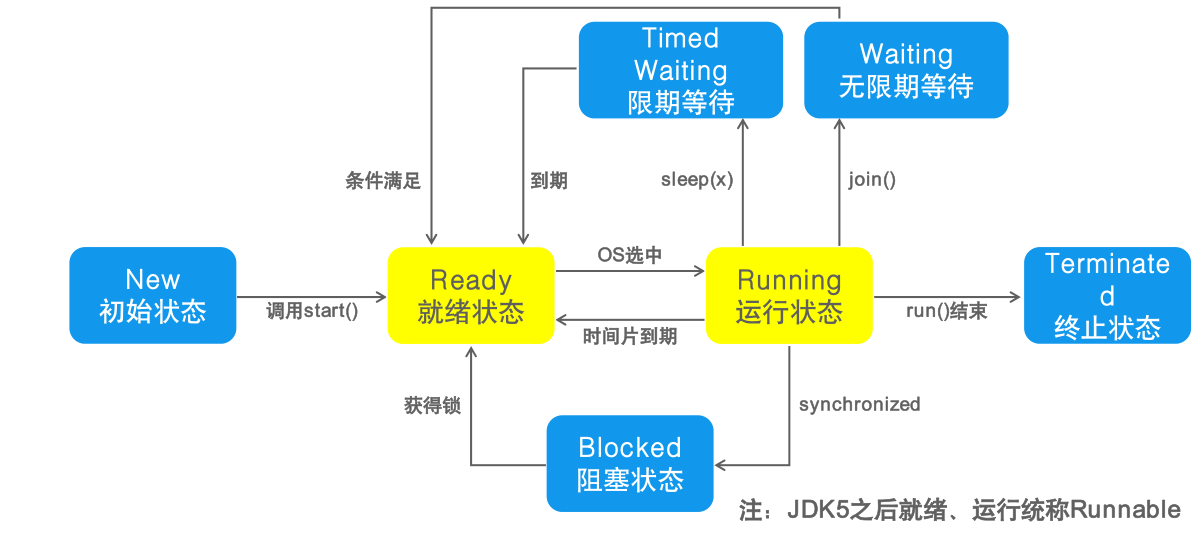 Timed
Waiting
限期等待
Waiting
无限期等待
条件满足
到期
sleep(x)
join()
New
初始状态
调用start()
Ready
就绪状态
OS选中
时间片到期
Running
运行状态
run()结束
Terminate
d
终止状态
获得锁
synchronized
Blocked
阻塞状态
注：JDK5之后就绪、运行统称Runnable